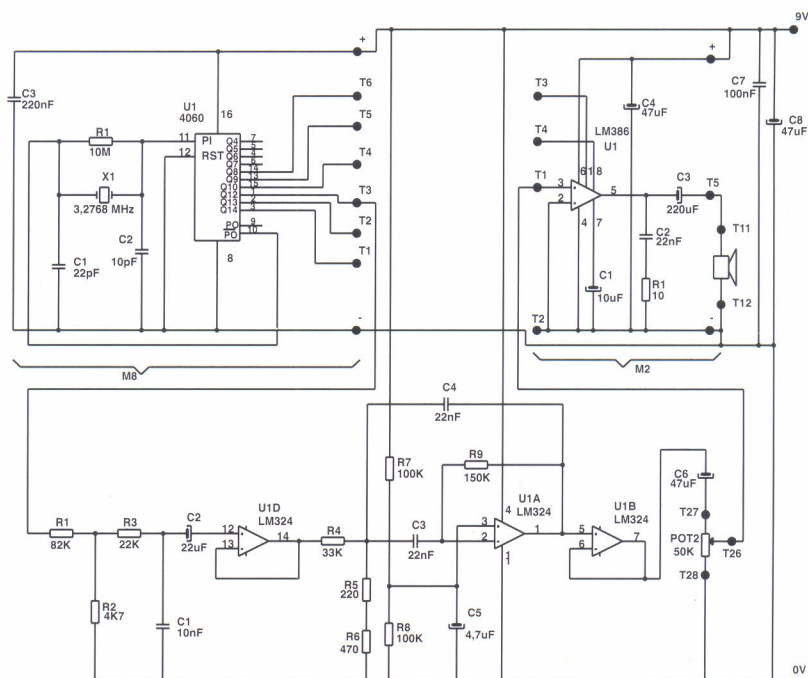 9V
+
+
C3
220nF
U1
4060
16
T6
T5
T4
T3
T2
T1
R1
10M
11
12
PI
RST
Q4
Q5
Q6
Q7
Q8
Q9
Q10
Q12
Q13
Q14
PO
PO
7
5
4
6
14
13
15
1
2
3
9
10
X1
3,2768 MHz
C2
10pF
C1
22pF
8
-
M8
T3
T4
T1
T2
LM386
U1
6
1
8
3
2
5
4
7
C4
47uF
C7
100nF
C8
47uF
C3
220uF
T5
T11
T12
C2
22nF
R1
10
C1
10uF
-
M2
C4
22nF
R7
100K
R9
150K
R1
82K
R3
22K
C2
22uF
U1D
LM324
12
13
14
R4
33K
C3
22nF
U1A
LM324
3
2
4
1
U1B
LM324
5
6
7
C6
47uF
T27
POT2
50K
T26
T28
R2
4K7
C1
10nF
R5
220
R6
470
R8
100K
C5
4,7uF
0V